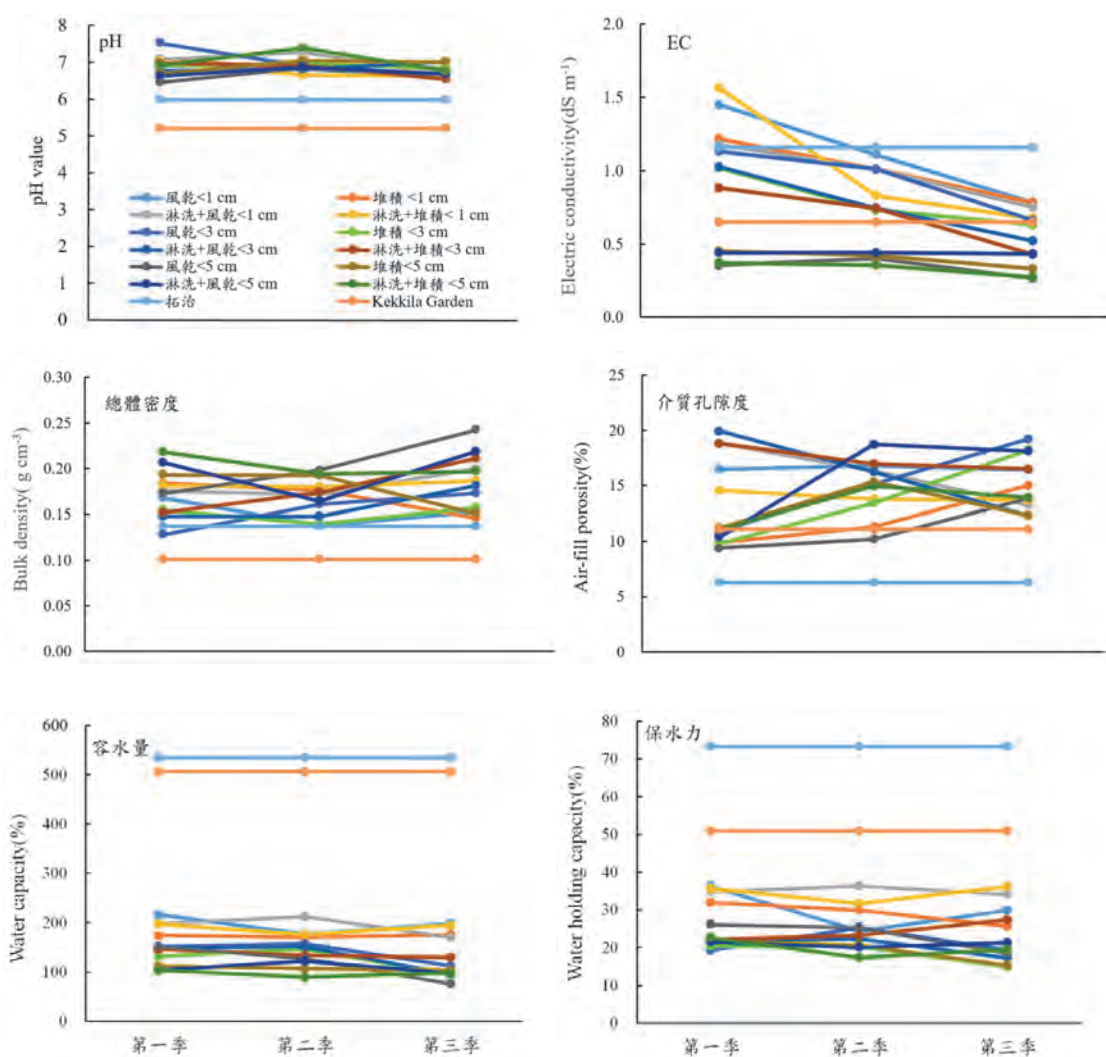 pH
pH value
8
7
6
5
4
3
2
1
0
風乾<1 cm
堆積 <1 cm
淋洗+風乾<1 cm
淋洗+堆積< 1 cm
風乾<3 cm
堆積 <3 cm
淋洗+風乾<3 cm
淋洗+堆積<3 cm
風乾<5 cm
堆積<5 cm
淋洗+風乾<5 cm
淋洗+堆積 <5 cm
拓治
Kekkila Garden
EC
Electric conductivity(dS m⁻¹)
2.0
1.5
1.0
0.5
0.0
總體密度
Bulk density( g cm⁻³)
0.30
0.25
0.20
0.15
0.10
0.05
0.00
介質孔隙度
Air-fill porosity(%)
25
20
15
10
5
0
容水量
Water capacity(%)
600
500
400
300
200
100
0
第一季 第二季 第三季
保水力
Water holding capacity(%)
80
70
60
50
40
30
20
10
0
第一季 第二季 第三季